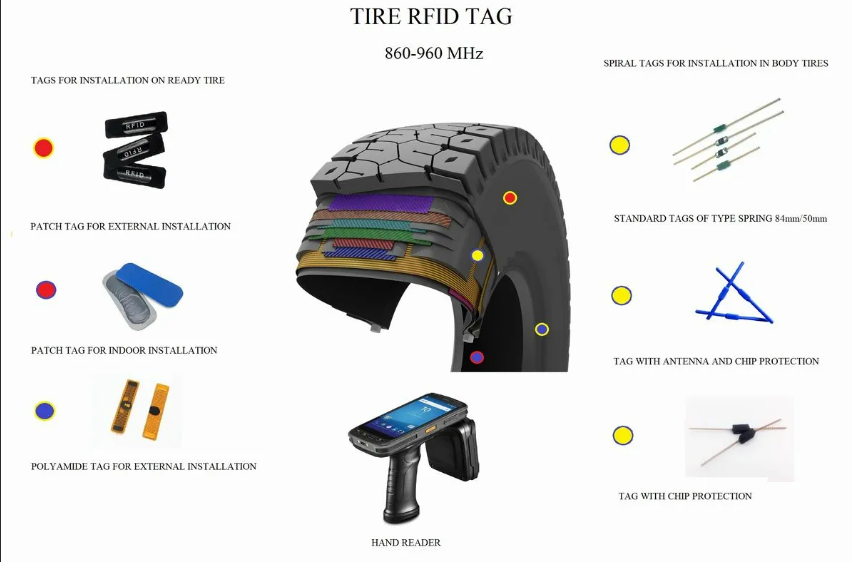 TIRE RFID TAG
860-960 MHz
TAGS FOR INSTALLATION ON READY TIRE
SPIRAL TAGS FOR INSTALLATION IN BODY TIRES
RFID
RFID
RFID
PATCH TAG FOR EXTERNAL INSTALLATION
STANDARD TAGS OF TYPE SPRING 84mm/50mm
PATCH TAG FOR INDOOR INSTALLATION
TAG WITH ANTENNA AND CHIP PROTECTION
POLYAMIDE TAG FOR EXTERNAL INSTALLATION
TAG WITH CHIP PROTECTION
HAND READER